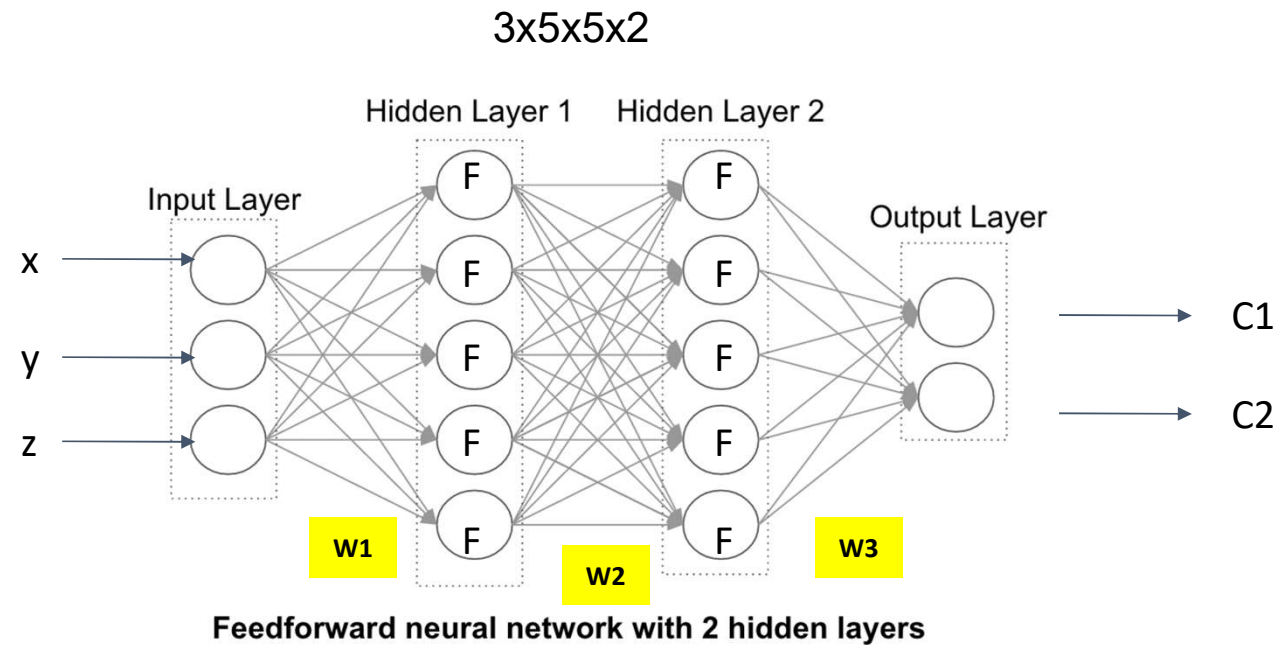 3x5x5x2
Hidden Layer 1
Hidden Layer 2
Input Layer
Output Layer
x
y
z
F
F
F
F
F
F
F
F
F
F
C1
C2
W1
W2
W3
Feedforward neural network with 2 hidden layers